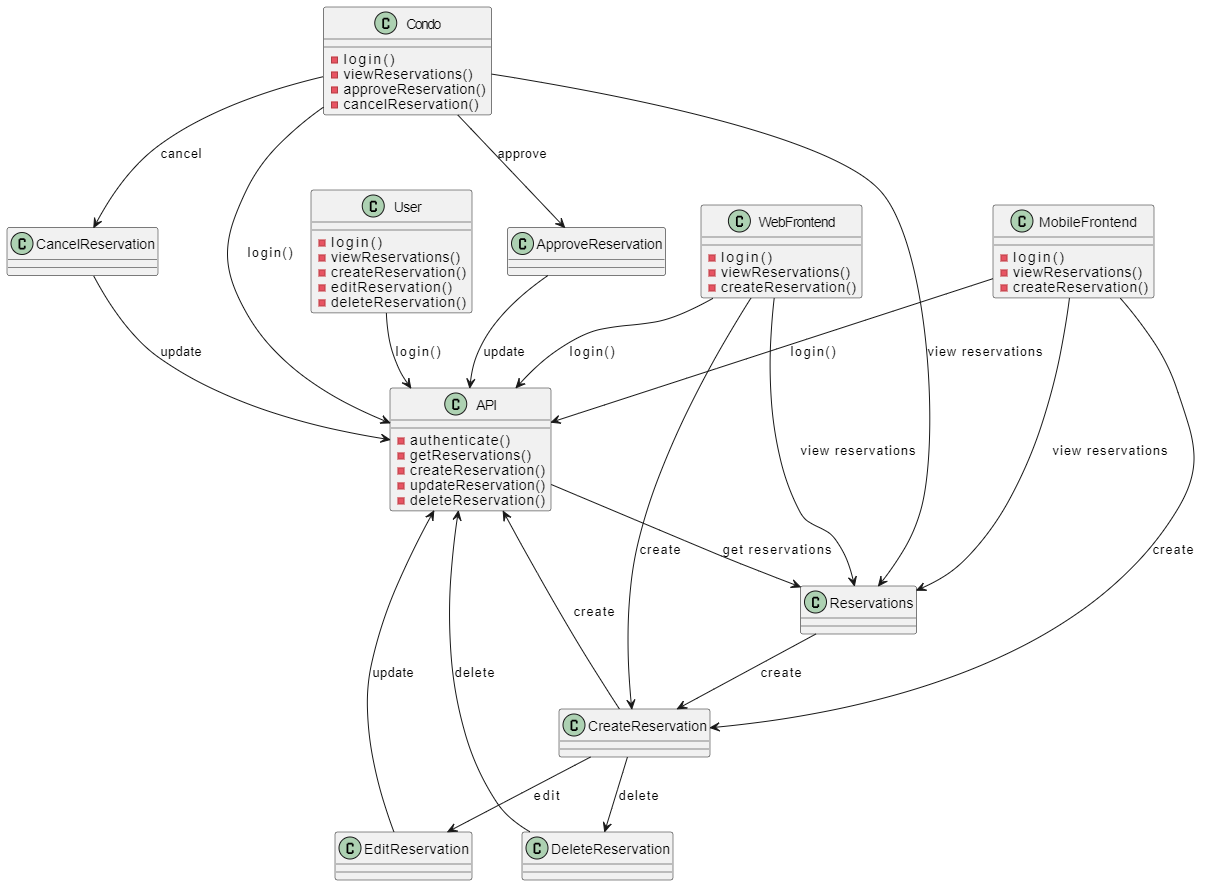 C Condo
login()
viewReservations()
approveReservation()
cancelReservation()
cancel
approve
login()
C User
login()
viewReservations()
createReservation()
editReservation()
deleteReservation()
C CancelReservation
C ApproveReservation
C WebFrontend
login()
viewReservations()
createReservation()
C MobileFrontend
login()
viewReservations()
createReservation()
update
login()
update
login()
login()
view reservations
C API
authenticate()
getReservations()
createReservation()
updateReservation()
deleteReservation()
view reservations
view reservations
create
get reservations
create
C Reservations
create
update
delete
create
C CreateReservation
edit
delete
C EditReservation
C DeleteReservation